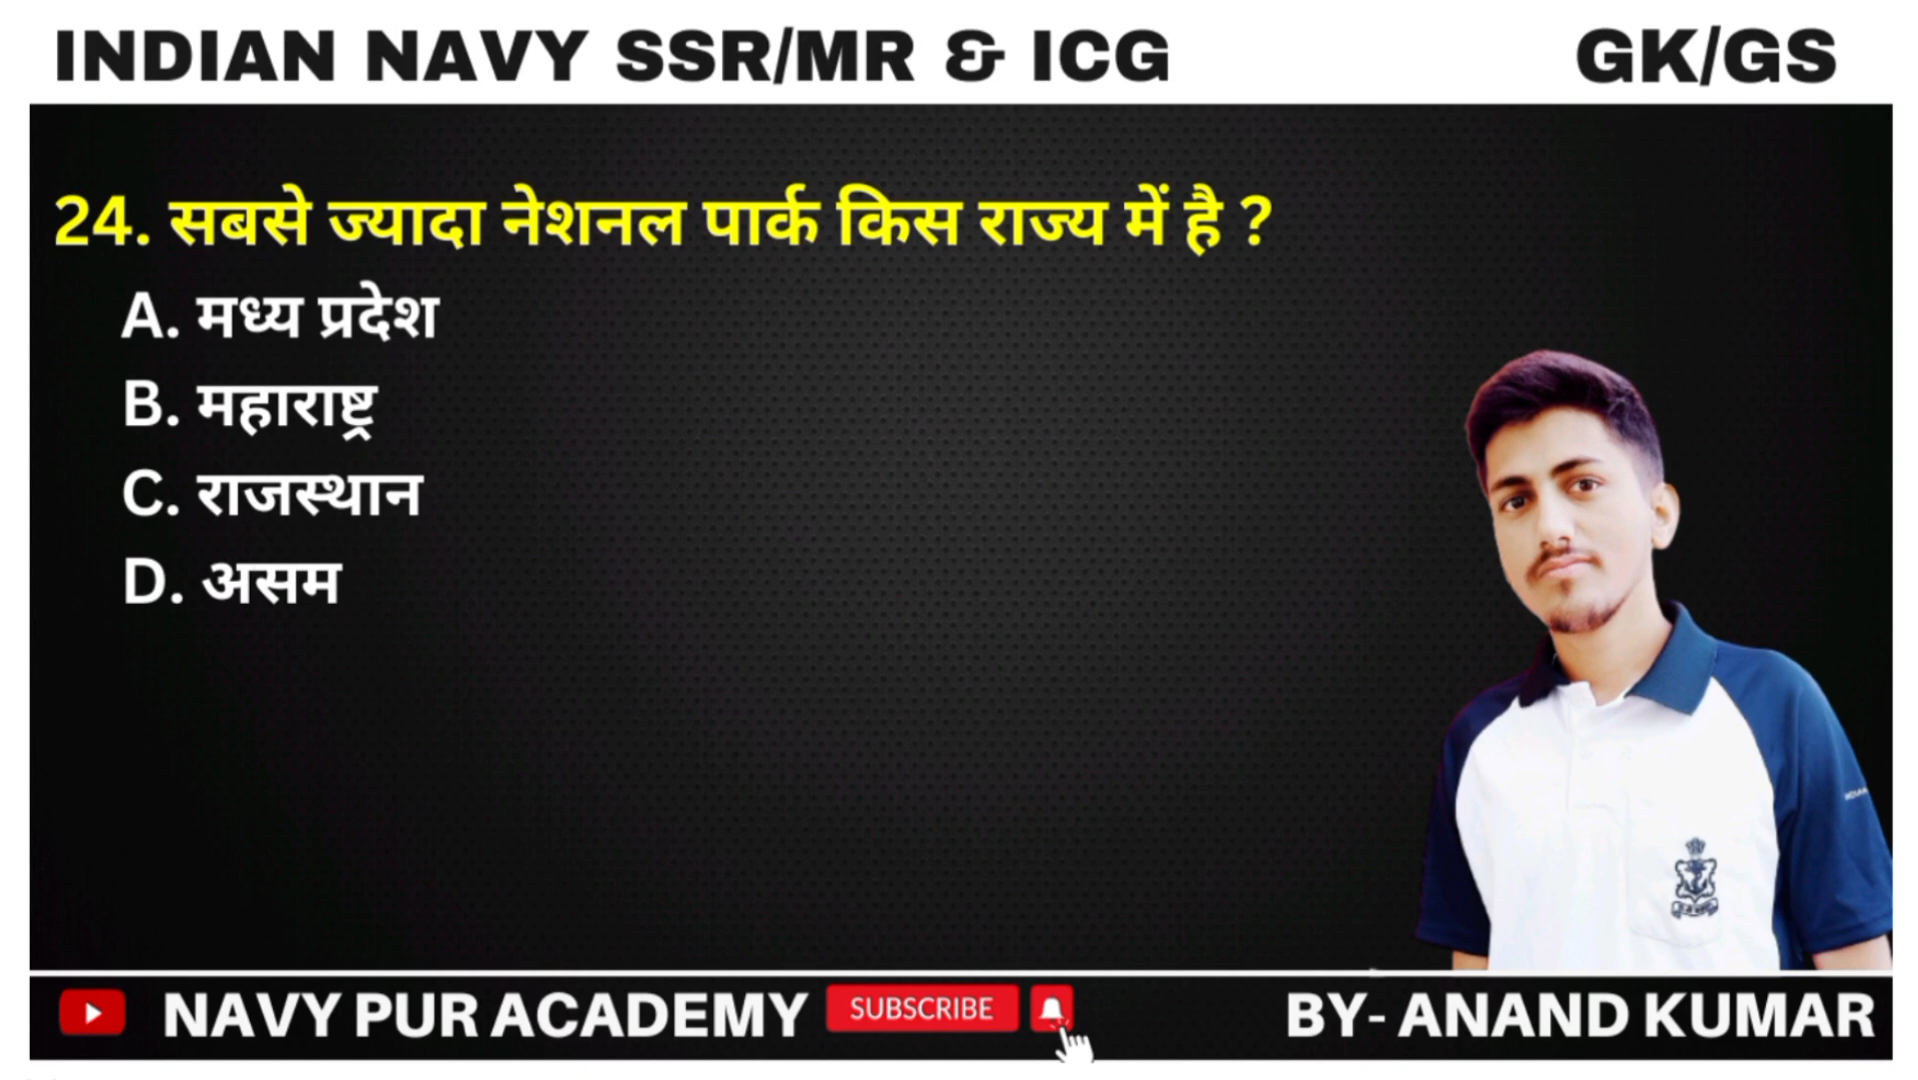 INDIAN NAVY SSR/MR & ICG GK/GS
24. सबसे ज्यादा नेशनल पार्क किस राज्य में है ?
A. मध्य प्रदेश
B. महाराष्ट्र
C. राजस्थान
D. असम
NAVY PUR ACADEMY SUBSCRIBE BY- ANAND KUMAR